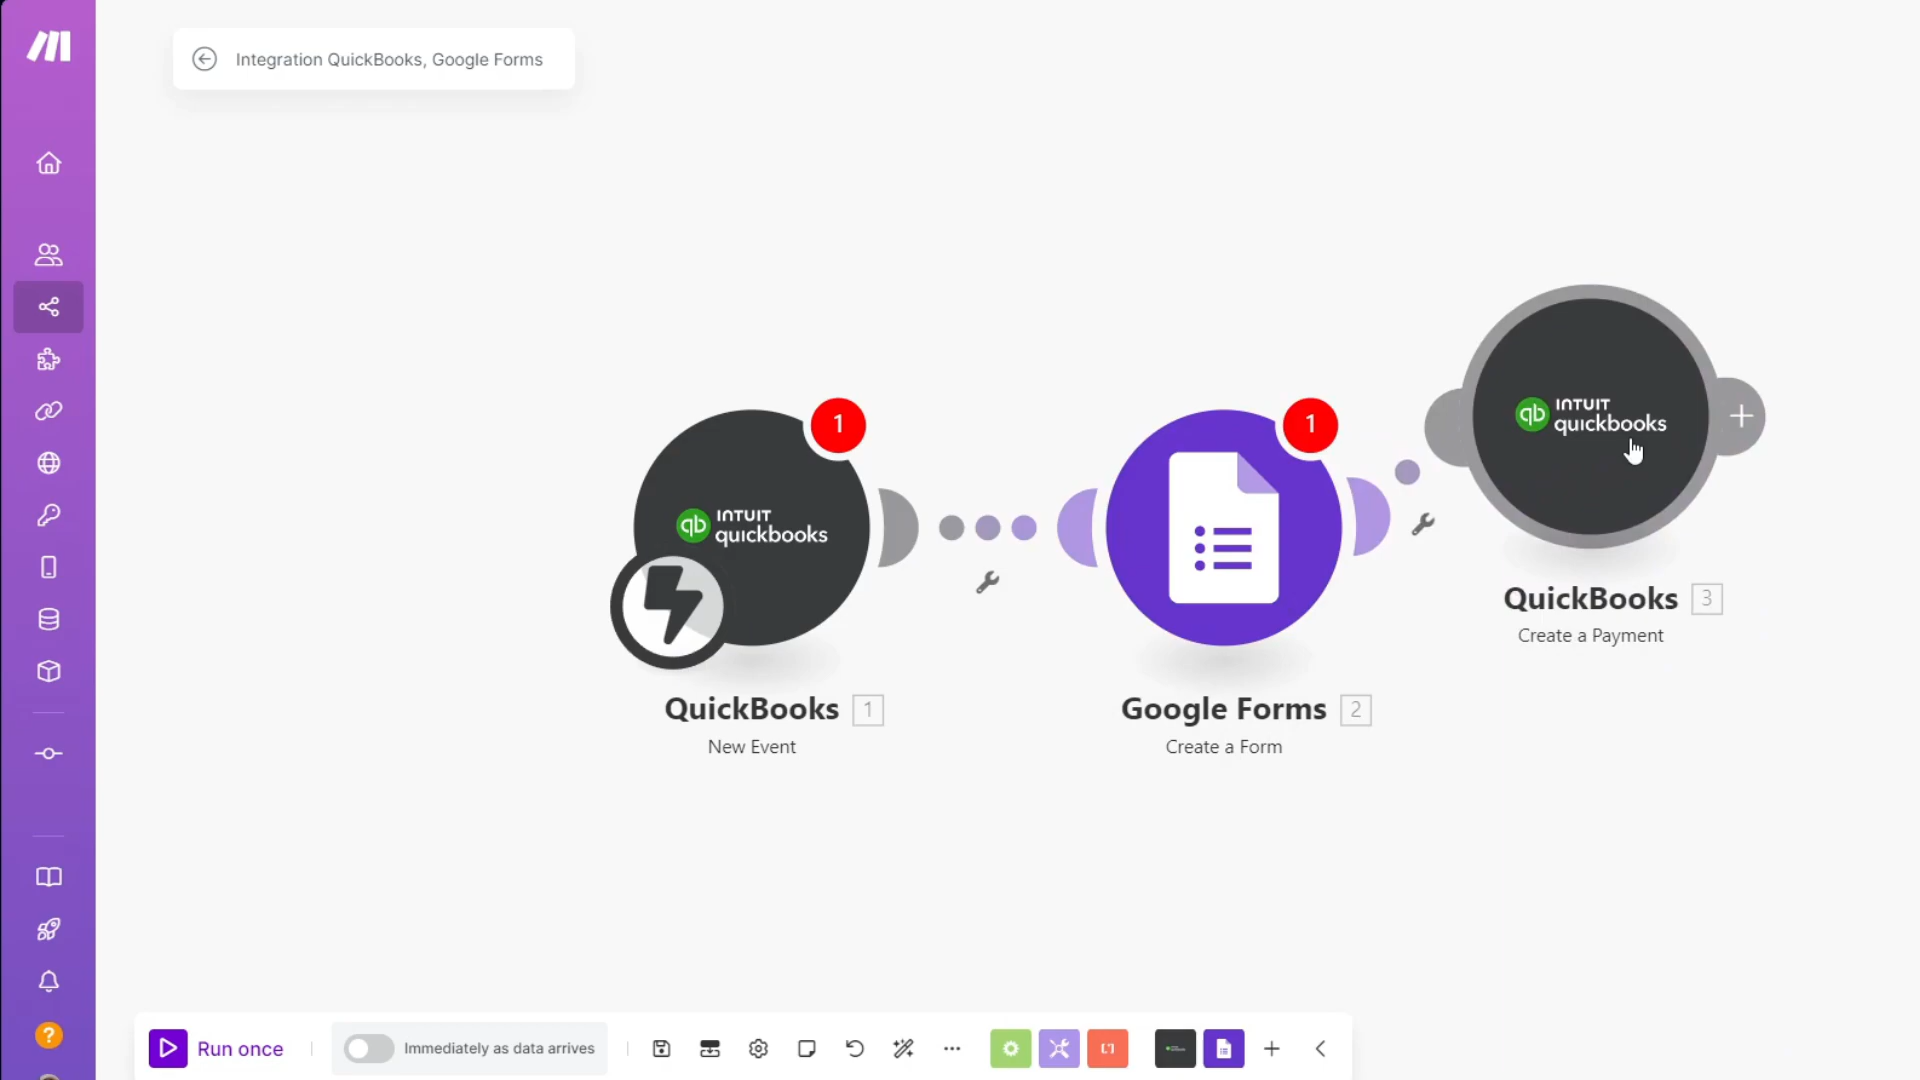 Integration QuickBooks, Google Forms
INTUIT
quickbooks
QuickBooks 3
Create a Payment
1
INTUIT
quickbooks
QuickBooks 1
New Event
1
Google Forms 2
Create a Form
?
Run once
Immediately as data arrives